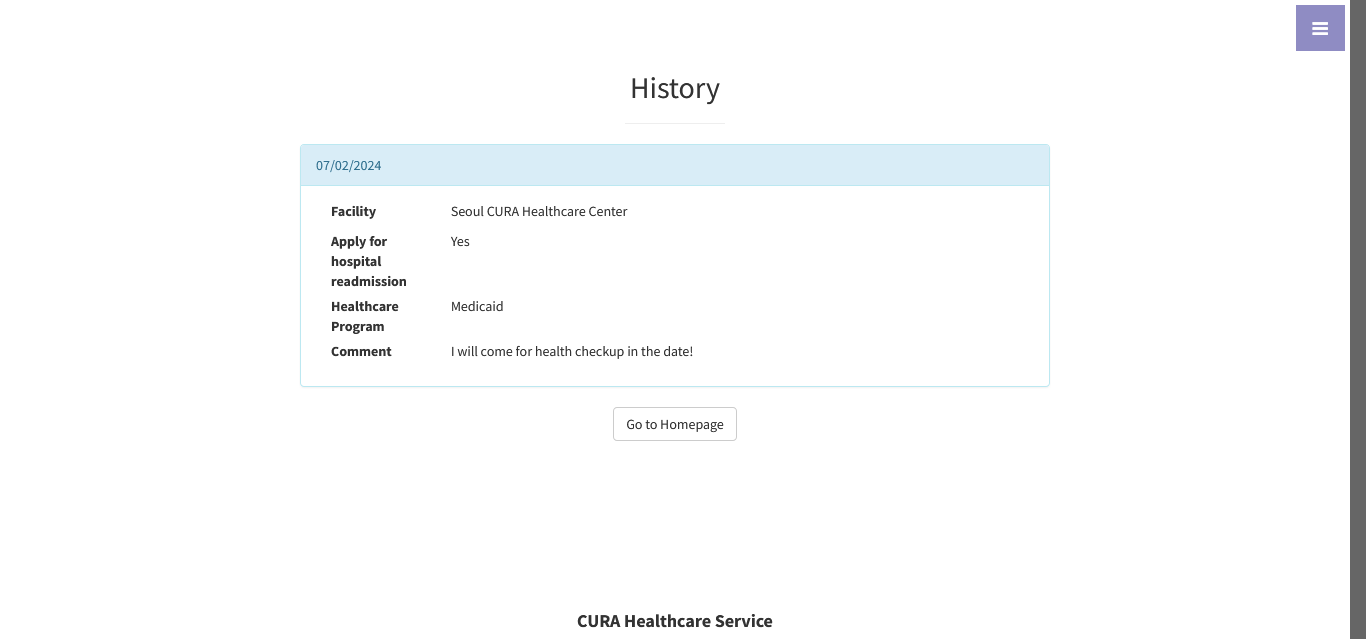 History
07/02/2024
Facility Seoul CURA Healthcare Center
Apply for Yes
hospital
readmission
Healthcare Medicaid
Program
Comment I will come for health checkup in the date!
Go to Homepage
CURA Healthcare Service